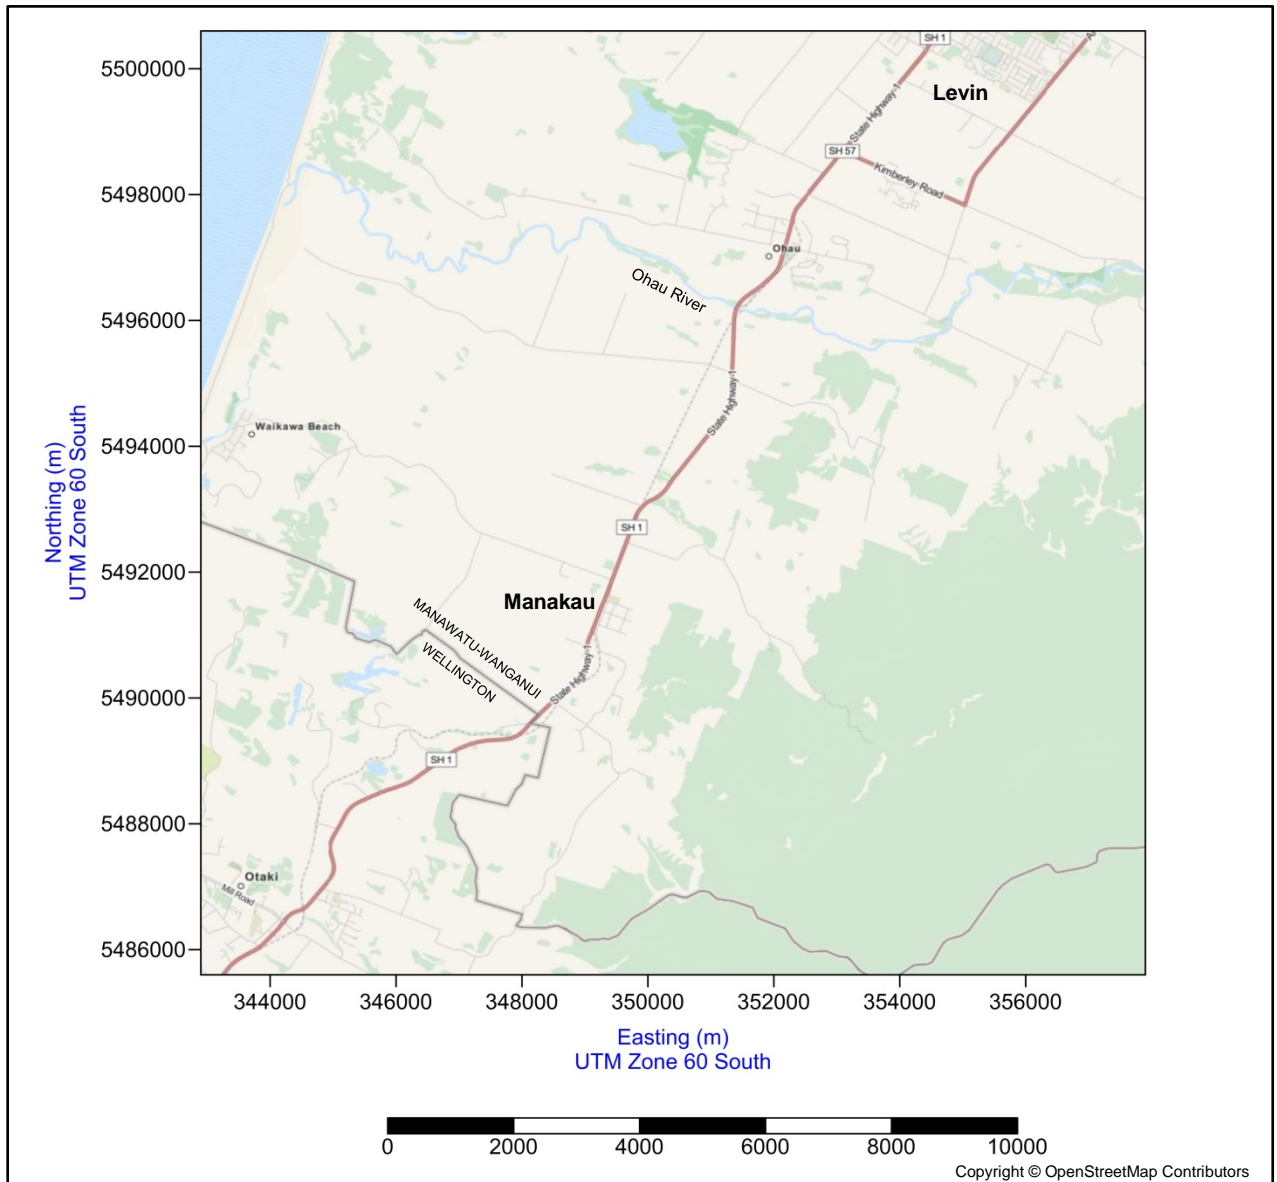 5500000
5498000
5496000
5494000
5492000
5490000
5488000
5486000
Northing (m)
UTM Zone 60 South
SH 1
Levin
State Highway 1
SH 57
Kimberley Road
Ohau
Ohau River
State Highway 1
Waikawa Beach
SH 1
Manakau
MANAWATU-WANGANUI
WELLINGTON
State Highway 1
SH 1
Otaki
Mill Road
344000 346000 348000 350000 352000 354000 356000
Easting (m)
UTM Zone 60 South
0 2000 4000 6000 8000 10000
Copyright © OpenStreetMap Contributors